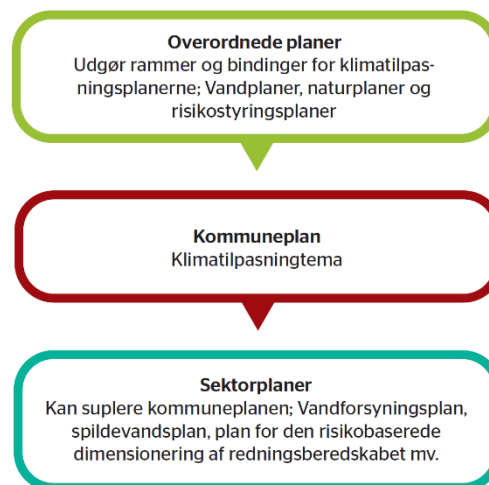 Overordnede planer
Udgør rammer og bindinger for klimatilpas-
ningsplanerne; Vandplaner, naturplaner og
risikostyringsplaner
Kommuneplan
Klimatilpasningtema
Sektorplaner
Kan suplere kommuneplanen; Vandforsyningsplan,
spildevandsplan, plan for den risikobaserede
dimensionering af redningsberedskabet mv.